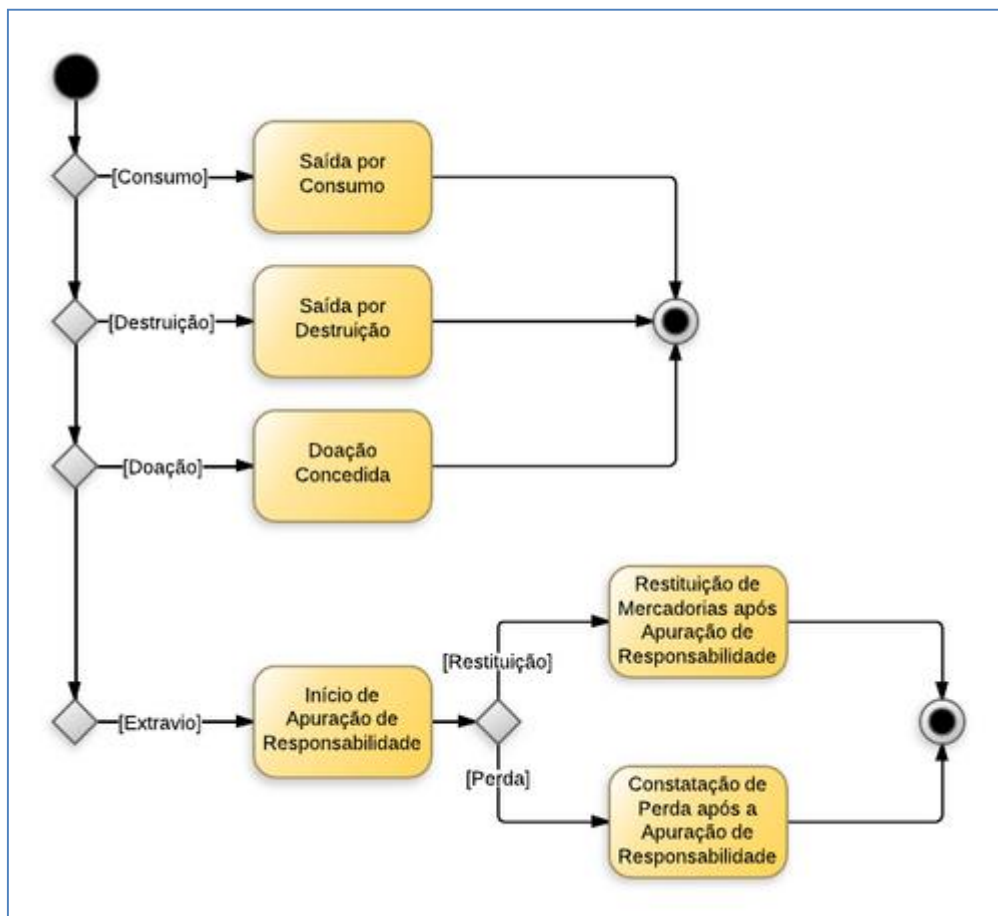 [Consumo]
Saída por
Consumo
[Destruição]
Saída por
Destruição
[Doação]
Doação
Concedida
[Extravio]
Início de
Apuração de
Responsabilidade
[Restituição]
Restituição de
Mercadorias após
Apuração de
Responsabilidade
[Perda]
Constatação de
Perda após a
Apuração de
Responsabilidade